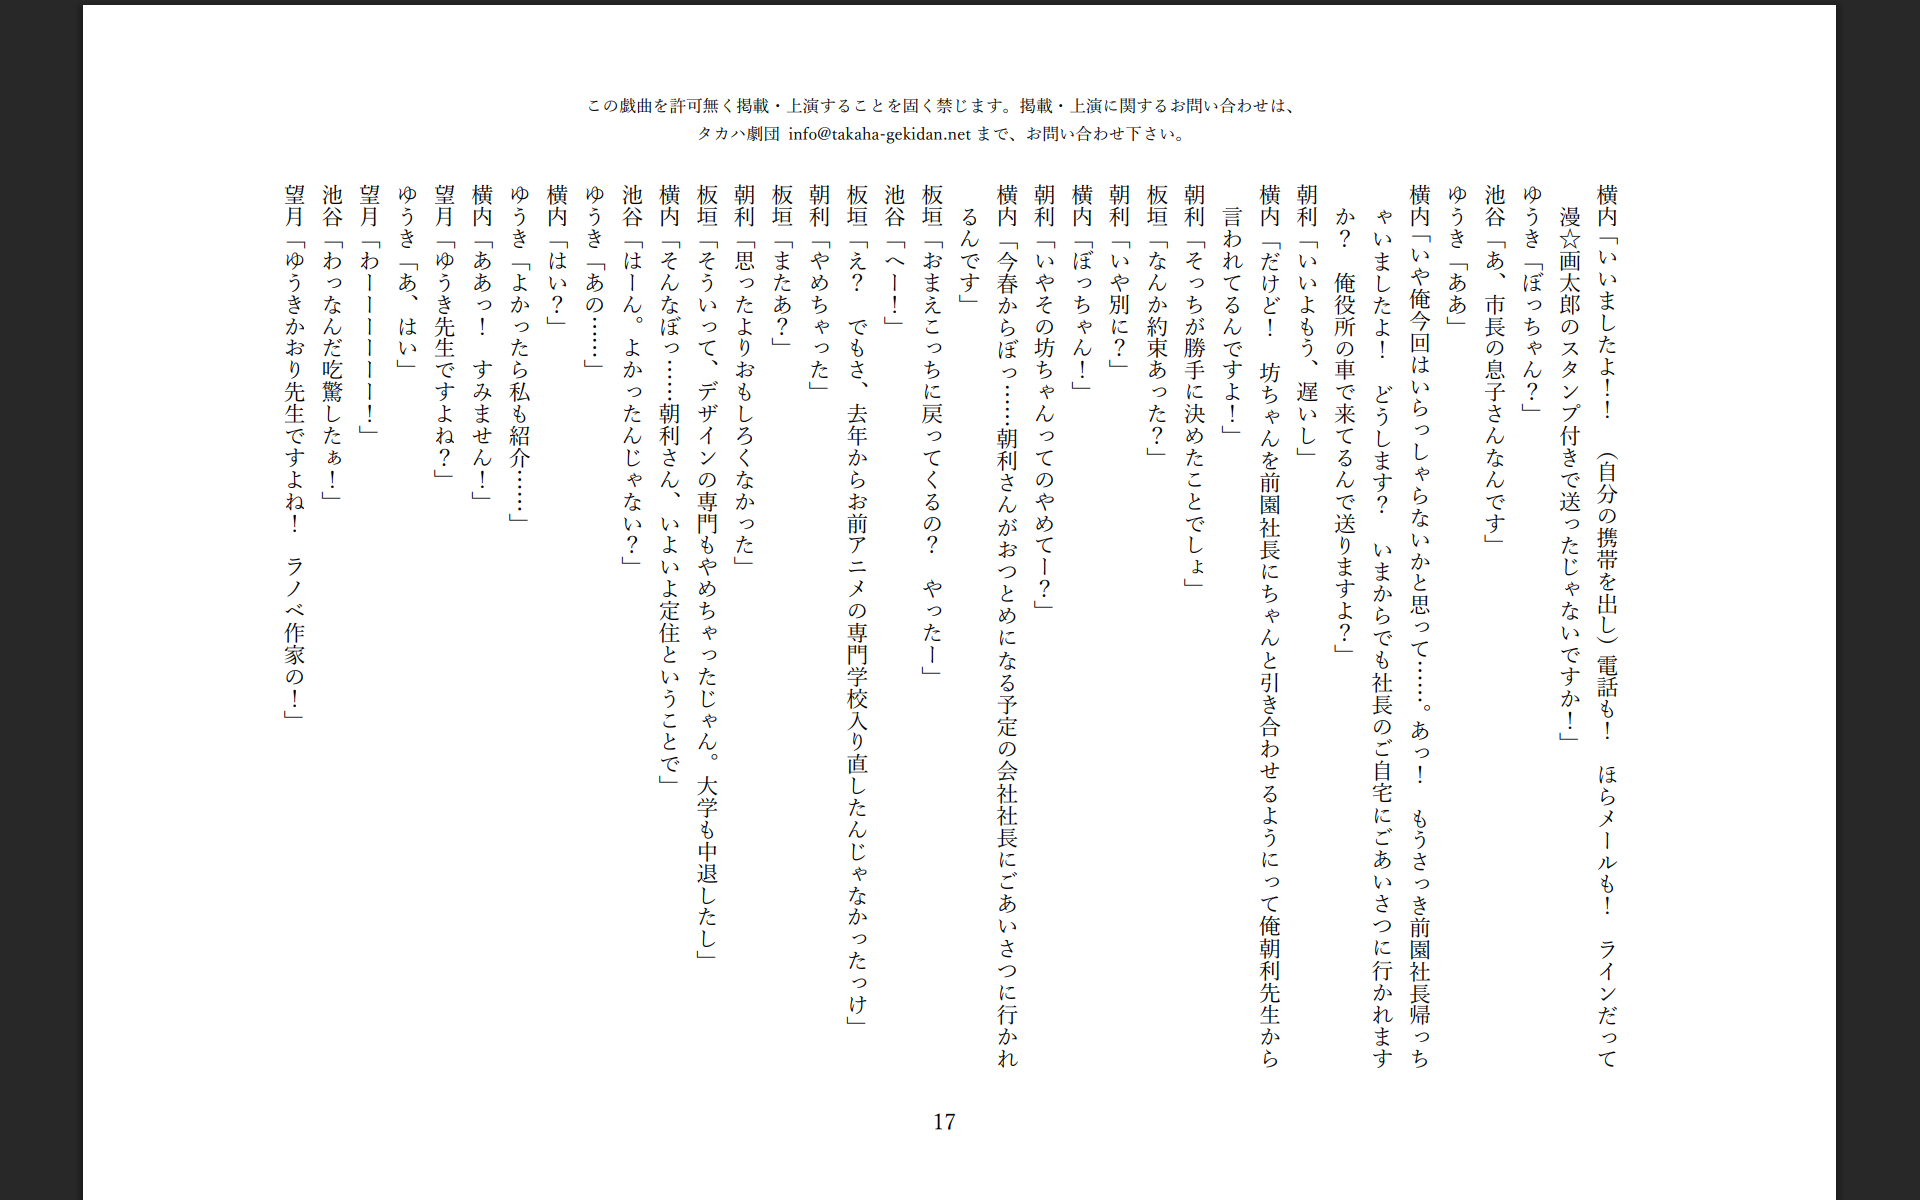 この戯曲を許可無く掲載・上演することを固く禁じます。掲載・上演に関するお問い合わせは、
タカハ劇団 info@takaha-gekidan.net まで、お問い合わせ下さい。
横内「いいましたよ！！　（自分の携帯を出し）電話も！　ほらメールも！　ラインだって
漫☆画太郎のスタンプ付きで送ったじゃないですか！」
ゆうき「ぼっちゃん？」
池谷「あ、市長の息子さんなんです」
ゆうき「ああ」
横内「いや俺今回はいらっしゃらないかと思って……。あっ！　もうさっき前園社長帰っち
ゃいましたよ！　どうします？　いまからでも社長のご自宅にごあいさつに行かれます
か？　俺役所の車で来てるんで送りますよ？」
朝利「いいよもう、遅いし」
横内「だけど！　坊ちゃんを前園社長にちゃんと引き合わせるようにって俺朝利先生から
言われてるんですよ！」
朝利「そっちが勝手に決めたことでしょ」
板垣「なんか約束あった？」
朝利「いや別に？」
横内「ぼっちゃん！」
朝利「いやその坊ちゃんってのやめてー？」
横内「今春からぼっ……朝利さんがおつとめになる予定の会社社長にごあいさつに行かれ
るんです」
板垣「おまえこっちに戻ってくるの？　やったー」
池谷「へー！」
板垣「え？　でもさ、去年からお前アニメの専門学校入り直したんじゃなかったっけ」
朝利「やめちゃった」
板垣「またあ？」
朝利「思ったよりおもしろくなかった」
板垣「そういって、デザインの専門もやめちゃったじゃん。大学も中退したし」
横内「そんなぼっ……朝利さん、いよいよ定住ということで」
池谷「はーん。よかったんじゃない？」
ゆうき「あの……」
横内「はい？」
ゆうき「よかったら私も紹介……」
横内「ああっ！　すみません！」
望月「ゆうき先生ですよね？」
ゆうき「あ、はい」
望月「わーーーーーー！」
池谷「わっなんだ吃驚したぁ！」
望月「ゆうきかおり先生ですよね！　ラノベ作家の！」
17